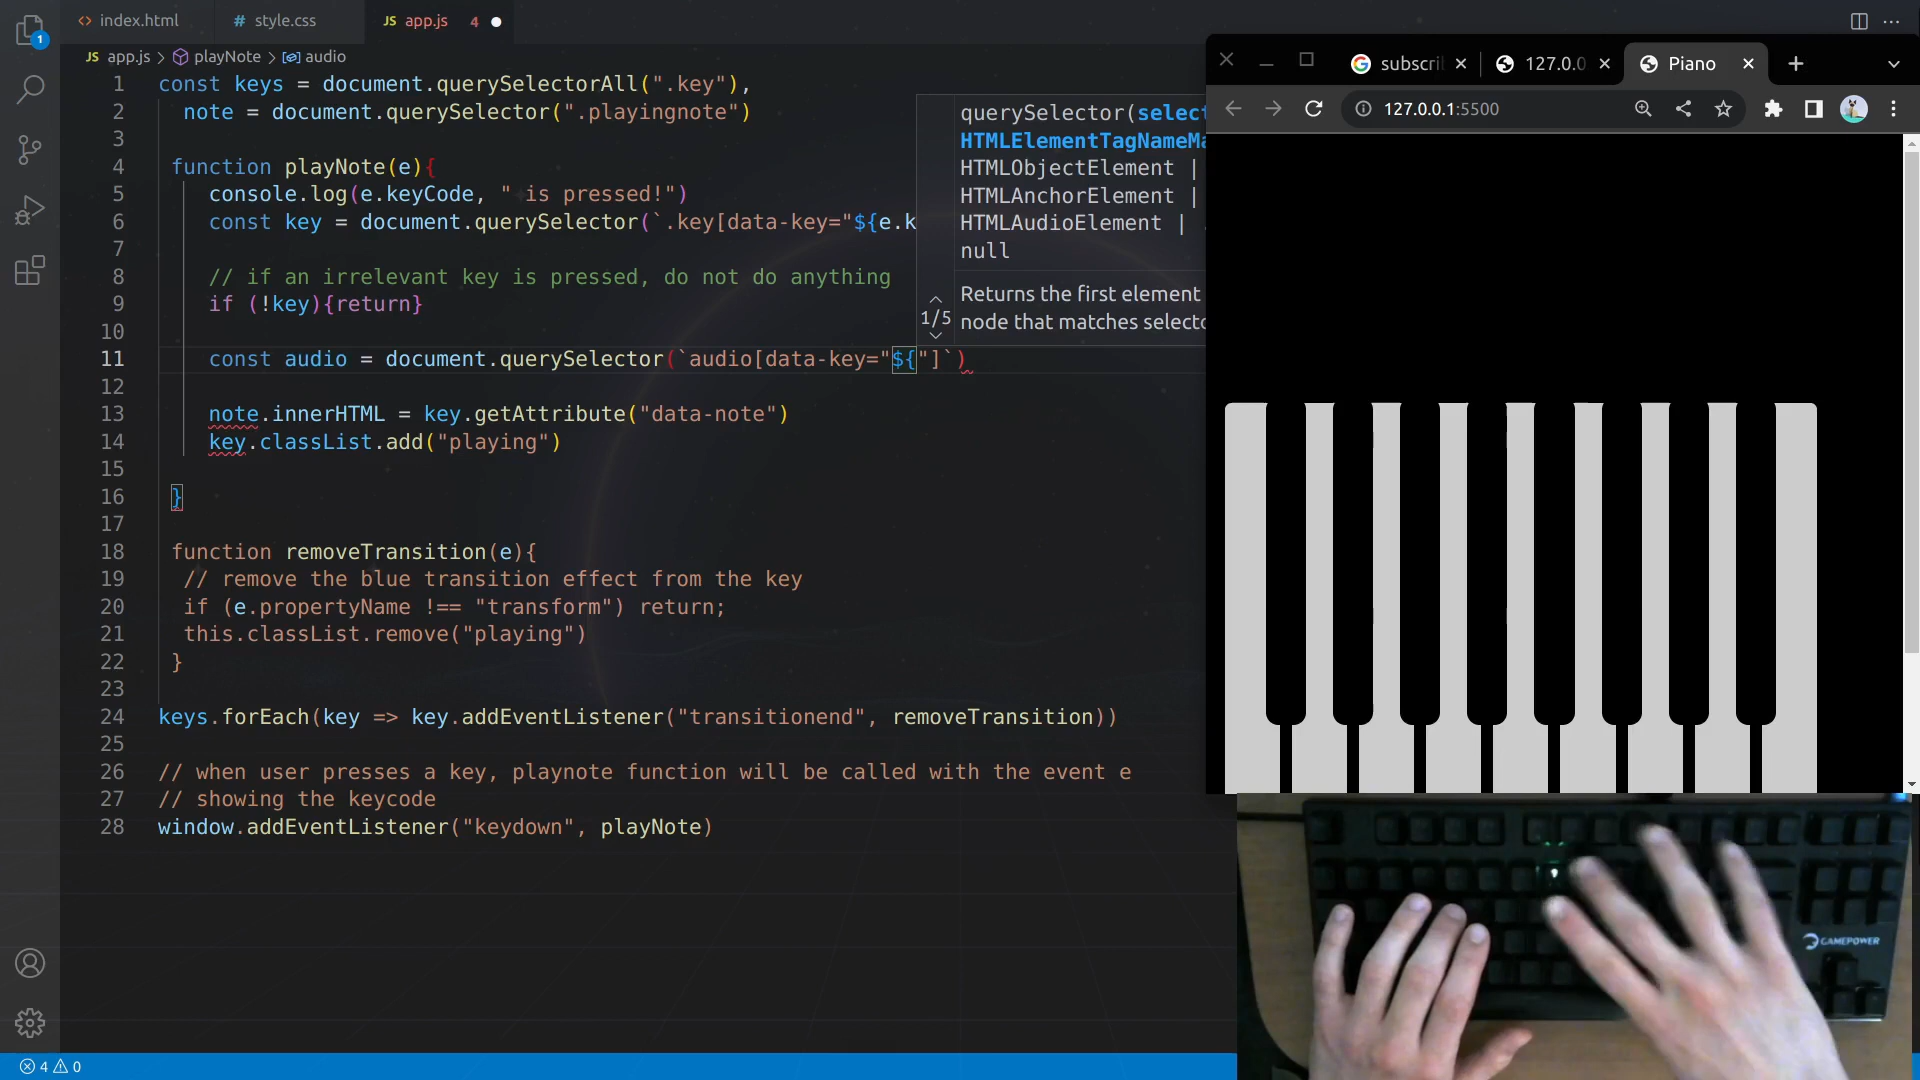 index.html
# style.css
JS app.js 4
JS app.js > playNote > audio
1 const keys = document.querySelectorAll(".key"),
2 note = document.querySelector(".playingnote")
3
4 function playNote(e){
5 console.log(e.keyCode, " is pressed!")
6 const key = document.querySelector(`.key[data-key="${e.k
7
8 // if an irrelevant key is pressed, do not do anything
9 if (!key){return}
10
11 const audio = document.querySelector(`audio[data-key="${"]`)
12
13 note.innerHTML = key.getAttribute("data-note")
14 key.classList.add("playing")
15
16 }
17
18 function removeTransition(e){
19 // remove the blue transition effect from the key
20 if (e.propertyName !== "transform") return;
21 this.classList.remove("playing")
22 }
23
24 keys.forEach(key => key.addEventListener("transitionend", removeTransition))
25
26 // when user presses a key, playnote function will be called with the event e
27 // showing the keycode
28 window.addEventListener("keydown", playNote)
querySelector(select
HTMLElementTagNameMa
HTMLObjectElement |
HTMLAnchorElement |
HTMLAudioElement |
null
1/5
Returns the first element
node that matches selecto
subscri
127.0.0
Piano
127.0.0.1:5500
1
4 0
GAMEPOWER